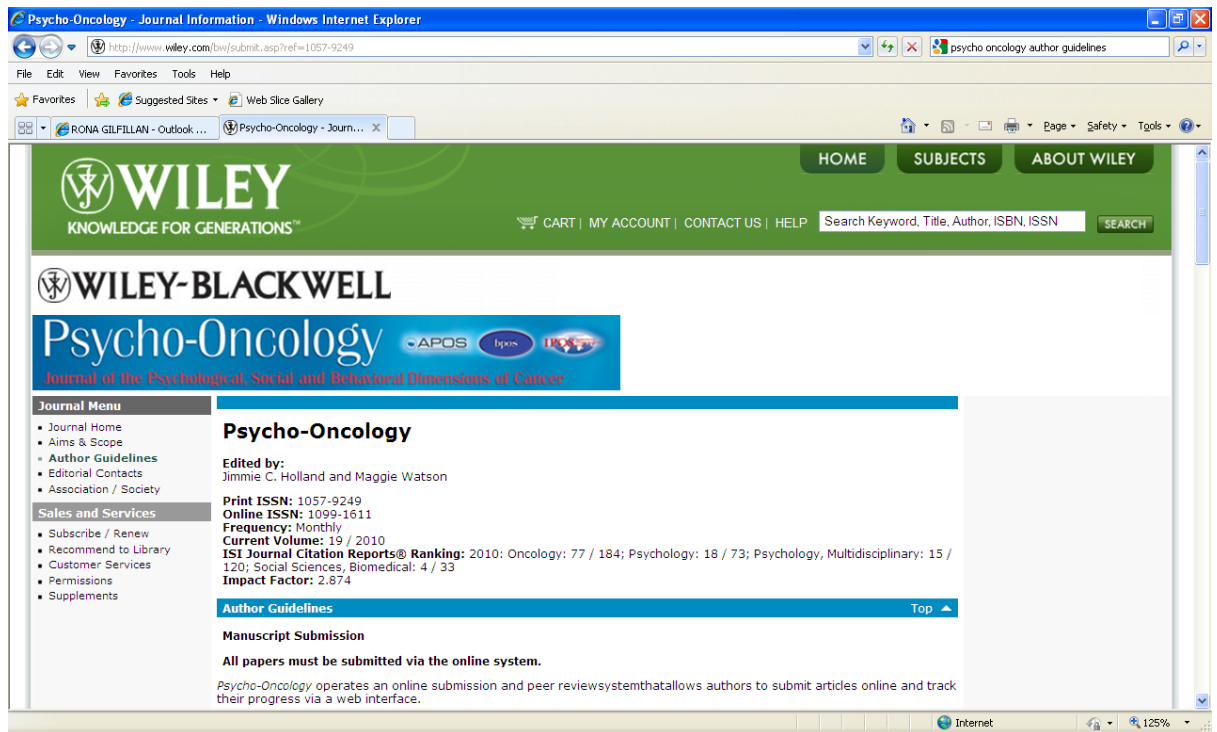 Psycho-Oncology - Journal Information - Windows Internet Explorer
http://www.wiley.com/bw/submit.asp?ref=1057-9249
psycho oncology author guidelines
File Edit View Favorites Tools Help
Favorites Suggested Sites Web Slice Gallery
RONA GILFILLAN - Outlook ... Psycho-Oncology - Journ... Page Safety Tools
HOME SUBJECTS ABOUT WILEY
WILEY
KNOWLEDGE FOR GENERATIONS™
CART | MY ACCOUNT | CONTACT US | HELP Search Keyword, Title, Author, ISBN, ISSN SEARCH
WILEY-BLACKWELL
Psycho-Oncology APOS bpos IPOS
Journal of the Psychological, Social and Behavioral Dimensions of Cancer
Journal Menu
Journal Home
Aims & Scope
Author Guidelines
Editorial Contacts
Association / Society
Sales and Services
Subscribe / Renew
Recommend to Library
Customer Services
Permissions
Supplements
Psycho-Oncology
Edited by:
Jimmie C. Holland and Maggie Watson
Print ISSN: 1057-9249
Online ISSN: 1099-1611
Frequency: Monthly
Current Volume: 19 / 2010
ISI Journal Citation Reports® Ranking: 2010: Oncology: 77 / 184; Psychology: 18 / 73; Psychology, Multidisciplinary: 15 /
120; Social Sciences, Biomedical: 4 / 33
Impact Factor: 2.874
Author Guidelines Top
Manuscript Submission
All papers must be submitted via the online system.
Psycho-Oncology operates an online submission and peer reviewsystemthatallows authors to submit articles online and track
their progress via a web interface.
Internet 125%